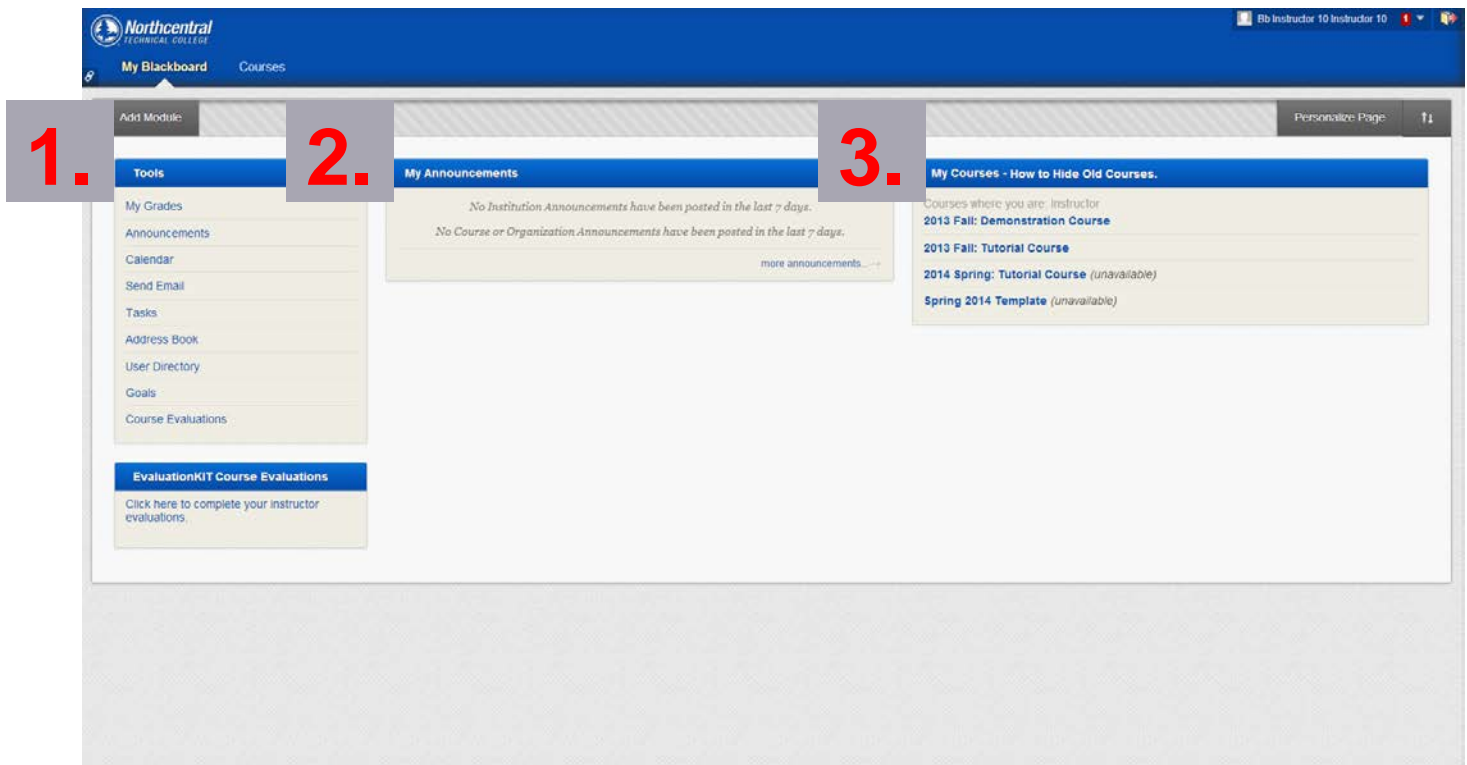 Northcentral
TECHNICAL COLLEGE
Bb Instructor 10 Instructor 10 1
My Blackboard Courses
Add Module
Personalize Page
1.
2.
3.
Tools
My Grades
Announcements
Calendar
Send Email
Tasks
Address Book
User Directory
Goals
Course Evaluations
EvaluationKIT Course Evaluations
Click here to complete your instructor
evaluations.
My Announcements
No Institution Announcements have been posted in the last 7 days.
No Course or Organization Announcements have been posted in the last 7 days.
more announcements...
My Courses - How to Hide Old Courses.
Courses where you are: Instructor
2013 Fall: Demonstration Course
2013 Fall: Tutorial Course
2014 Spring: Tutorial Course (unavailable)
Spring 2014 Template (unavailable)